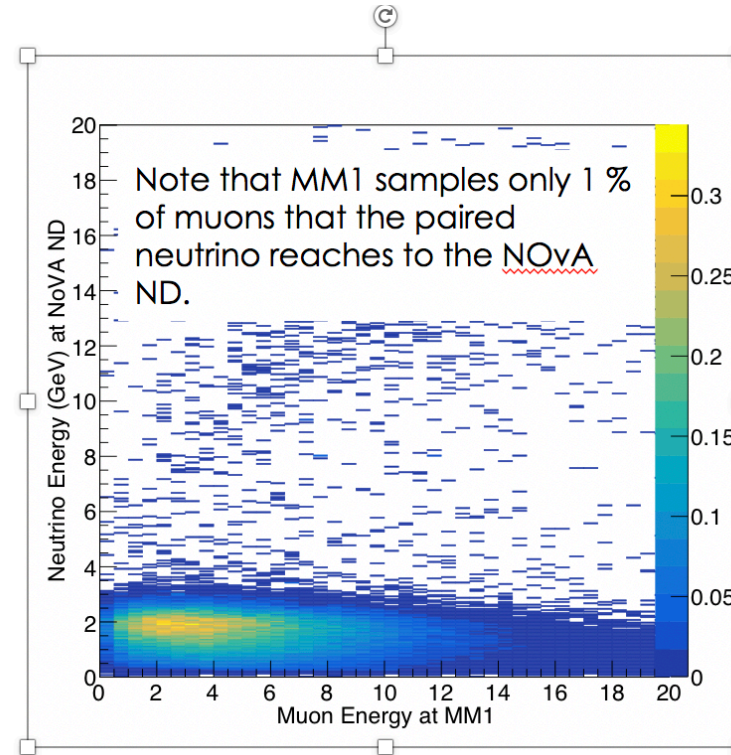 Note that MM1 samples only 1 %
of muons that the paired
neutrino reaches to the NOvA
ND.
Neutrino Energy (GeV) at NoVA ND
20
18
16
14
12
10
8
6
4
2
0
0 2 4 6 8 10 12 14 16 18 20
Muon Energy at MM1
0.3
0.25
0.2
0.15
0.1
0.05
0